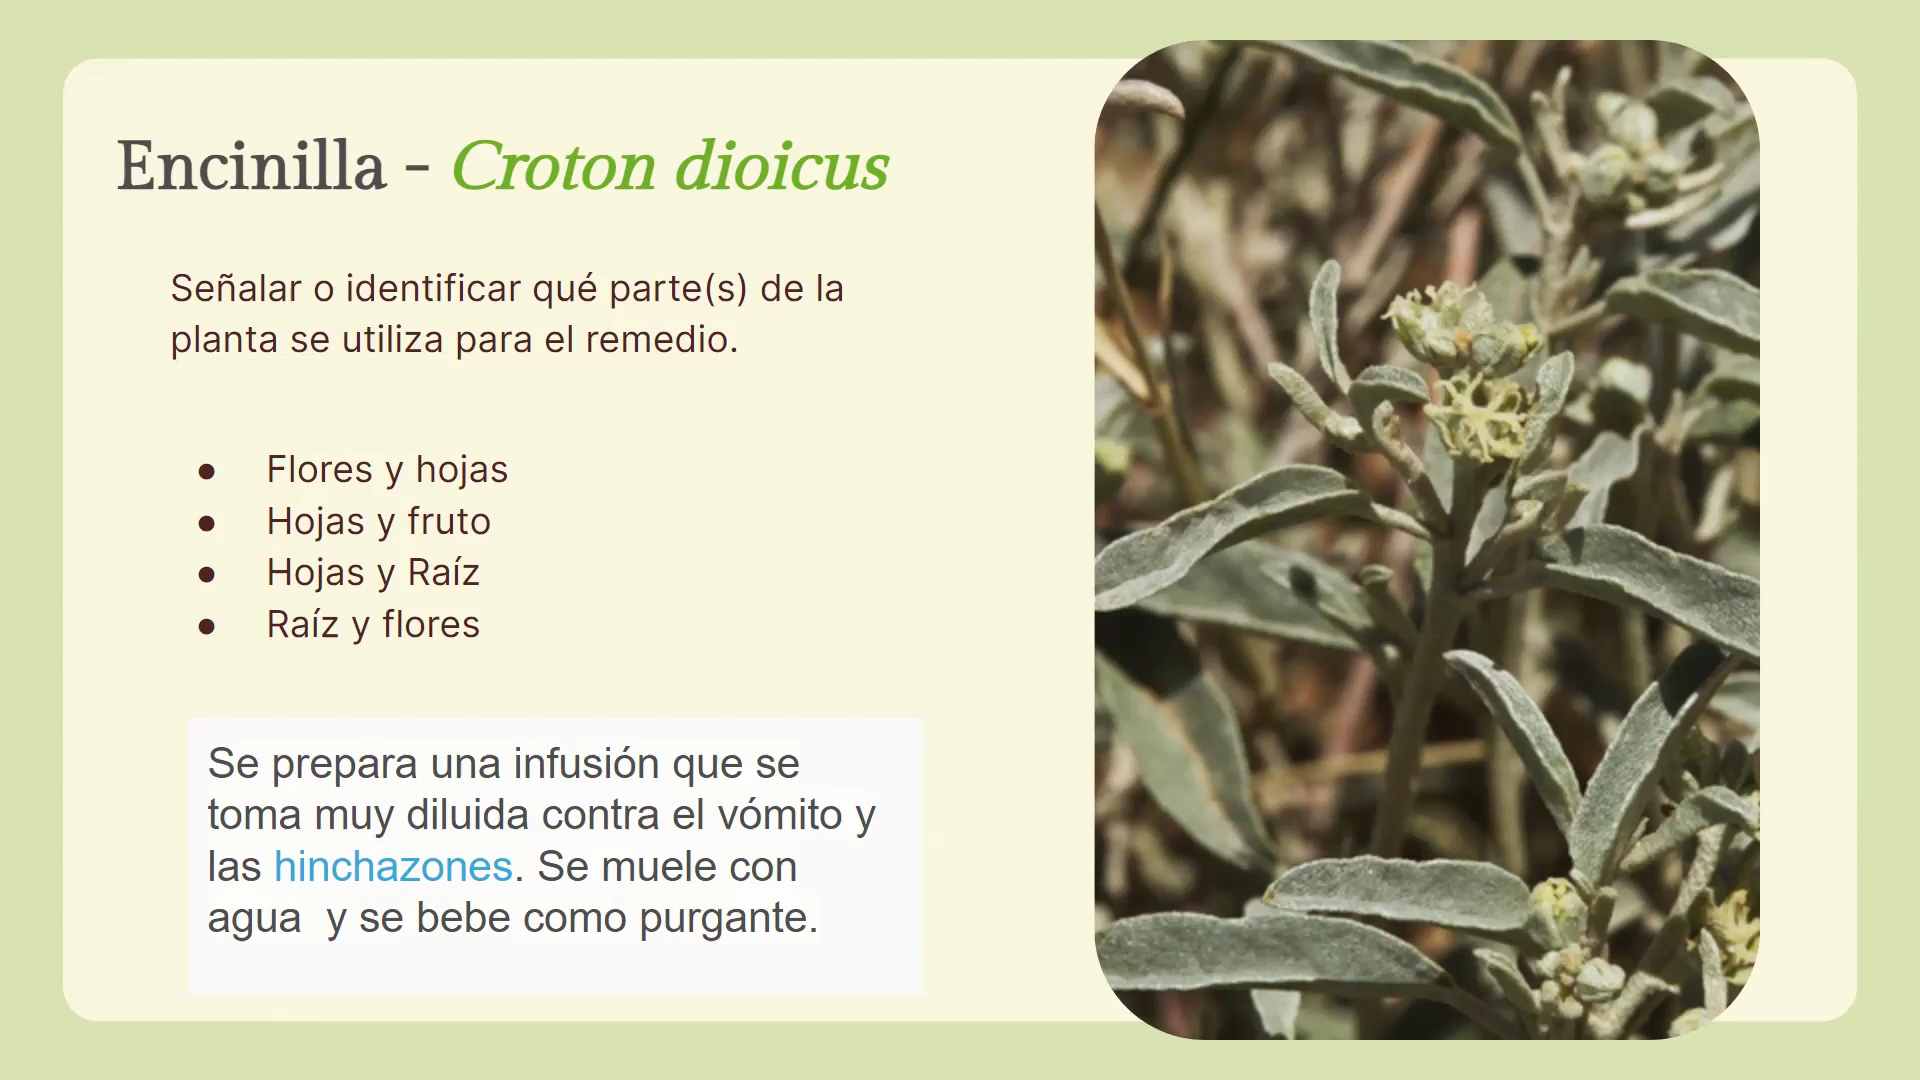 Encinilla - Croton dioicus
Señalar o identificar qué parte(s) de la
planta se utiliza para el remedio.
● Flores y hojas
● Hojas y fruto
● Hojas y Raíz
● Raíz y flores
Se prepara una infusión que se
toma muy diluida contra el vómito y
las hinchazones. Se muele con
agua  y se bebe como purgante.